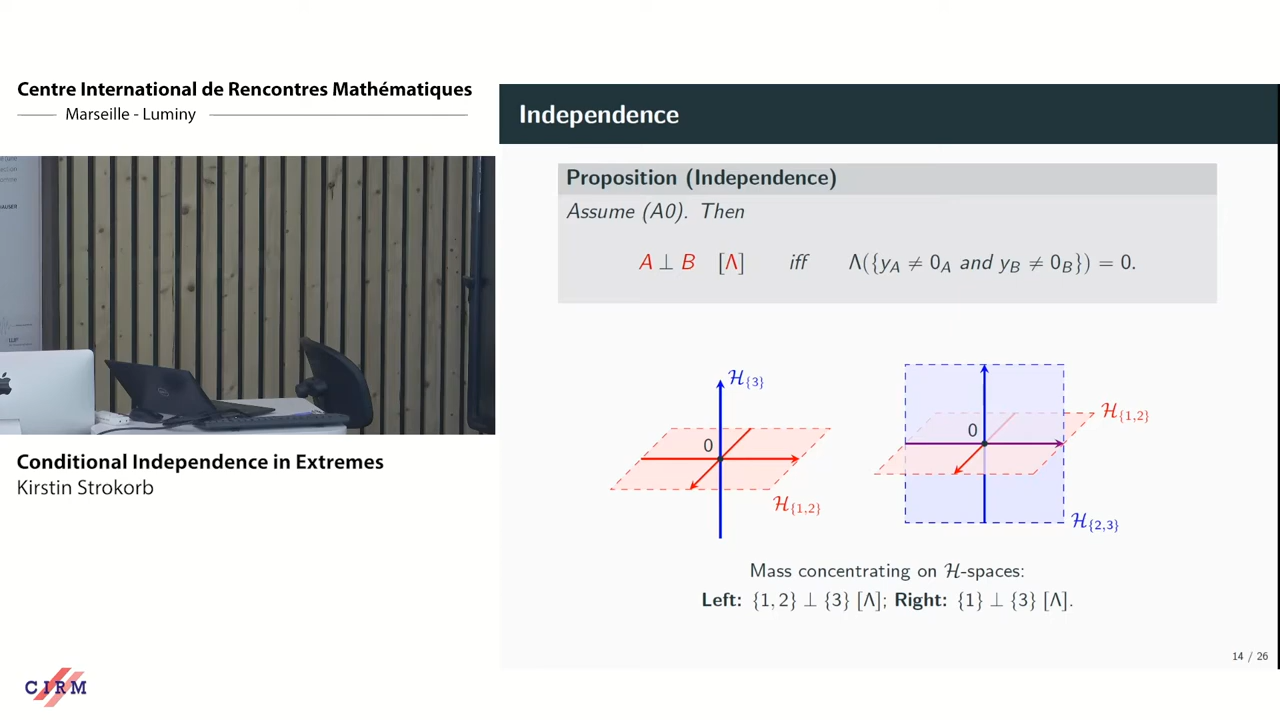 Centre International de Rencontres Mathématiques
Marseille - Luminy
Conditional Independence in Extremes
Kirstin Strokorb
CIRM
Independence
Proposition (Independence)
Assume (A0). Then
A ⊥ B [Λ] iff Λ({y_A ≠ 0_A and y_B ≠ 0_B}) = 0.
ℋ_{3}
0
ℋ_{1,2}
0
ℋ_{1,2}
ℋ_{2,3}
Mass concentrating on ℋ-spaces:
Left: {1, 2} ⊥ {3} [Λ]; Right: {1} ⊥ {3} [Λ].
14 / 26